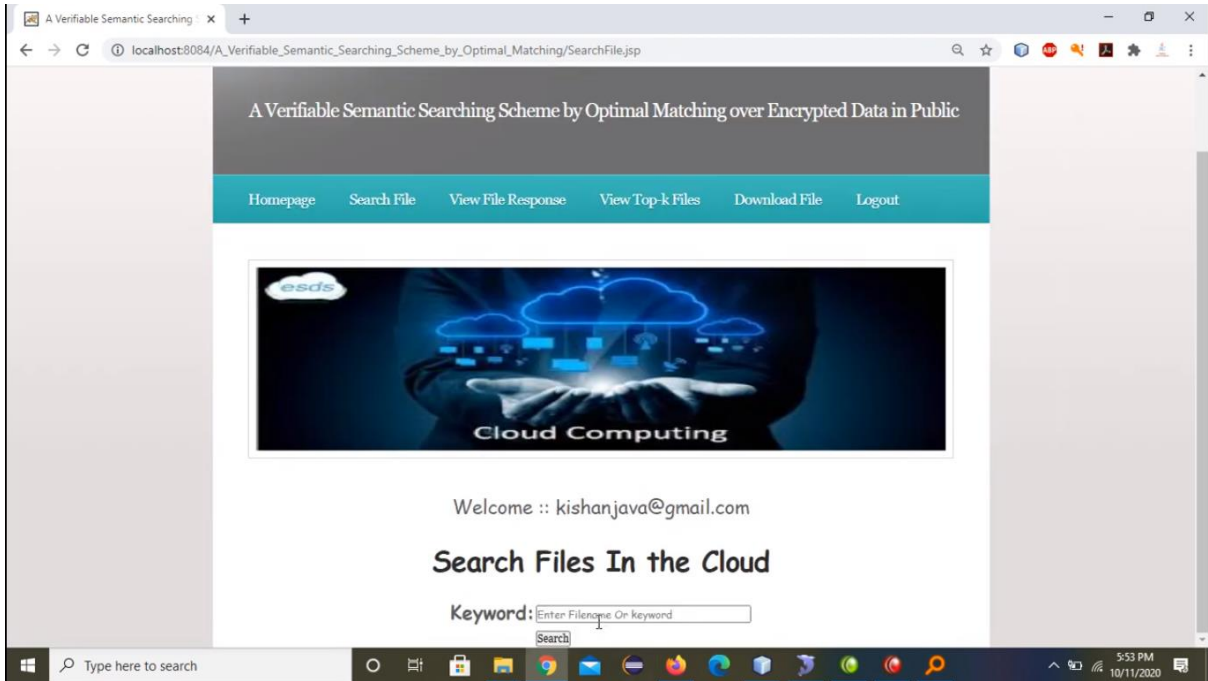 A Verifiable Semantic Searching S
localhost:8084/A_Verifiable_Semantic_Searching_Scheme_by_Optimal_Matching/SearchFile.jsp
ABP
A Verifiable Semantic Searching Scheme by Optimal Matching over Encrypted Data in Public
Homepage Search File View File Response View Top-k Files Download File Logout
esds
Cloud Computing
Welcome :: kishanjava@gmail.com
Search Files In the Cloud
Keyword: Enter Filename Or keyword
Search
Type here to search
5:53 PM
10/11/2020